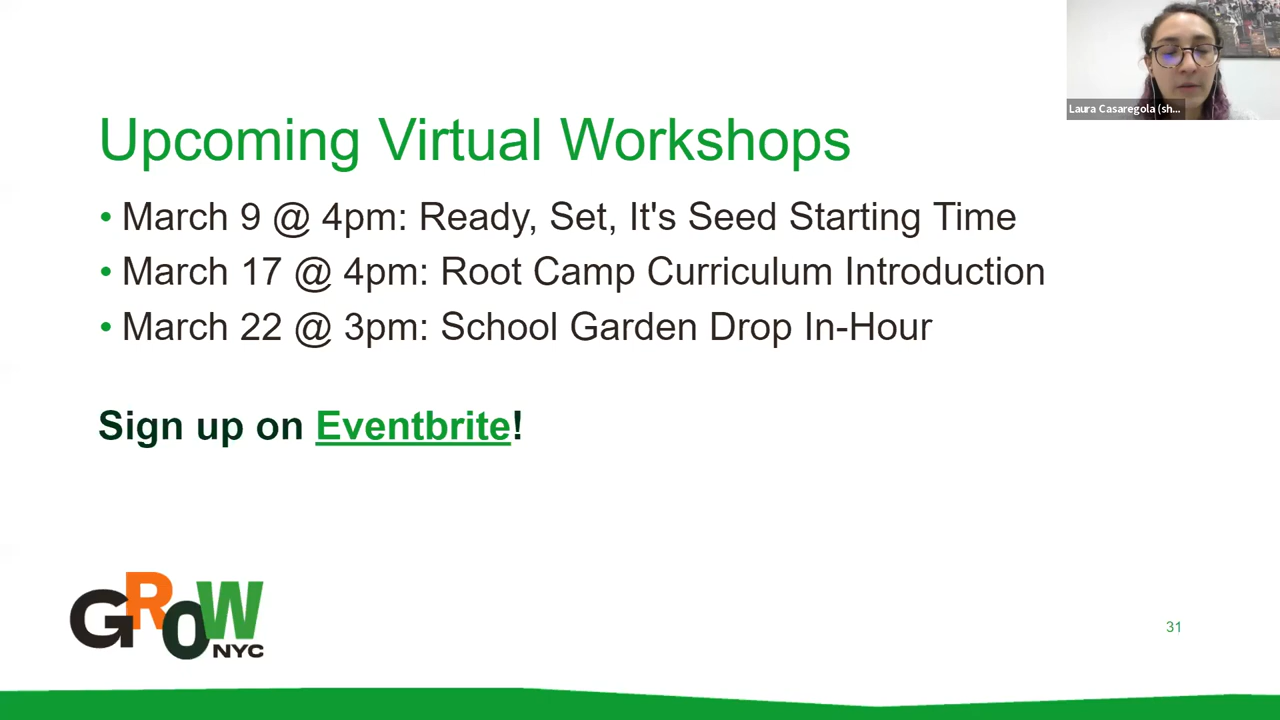 Laura Casaregola (sh...
Upcoming Virtual Workshops
• March 9 @ 4pm: Ready, Set, It's Seed Starting Time
• March 17 @ 4pm: Root Camp Curriculum Introduction
• March 22 @ 3pm: School Garden Drop In-Hour
Sign up on Eventbrite!
GROW
NYC
31